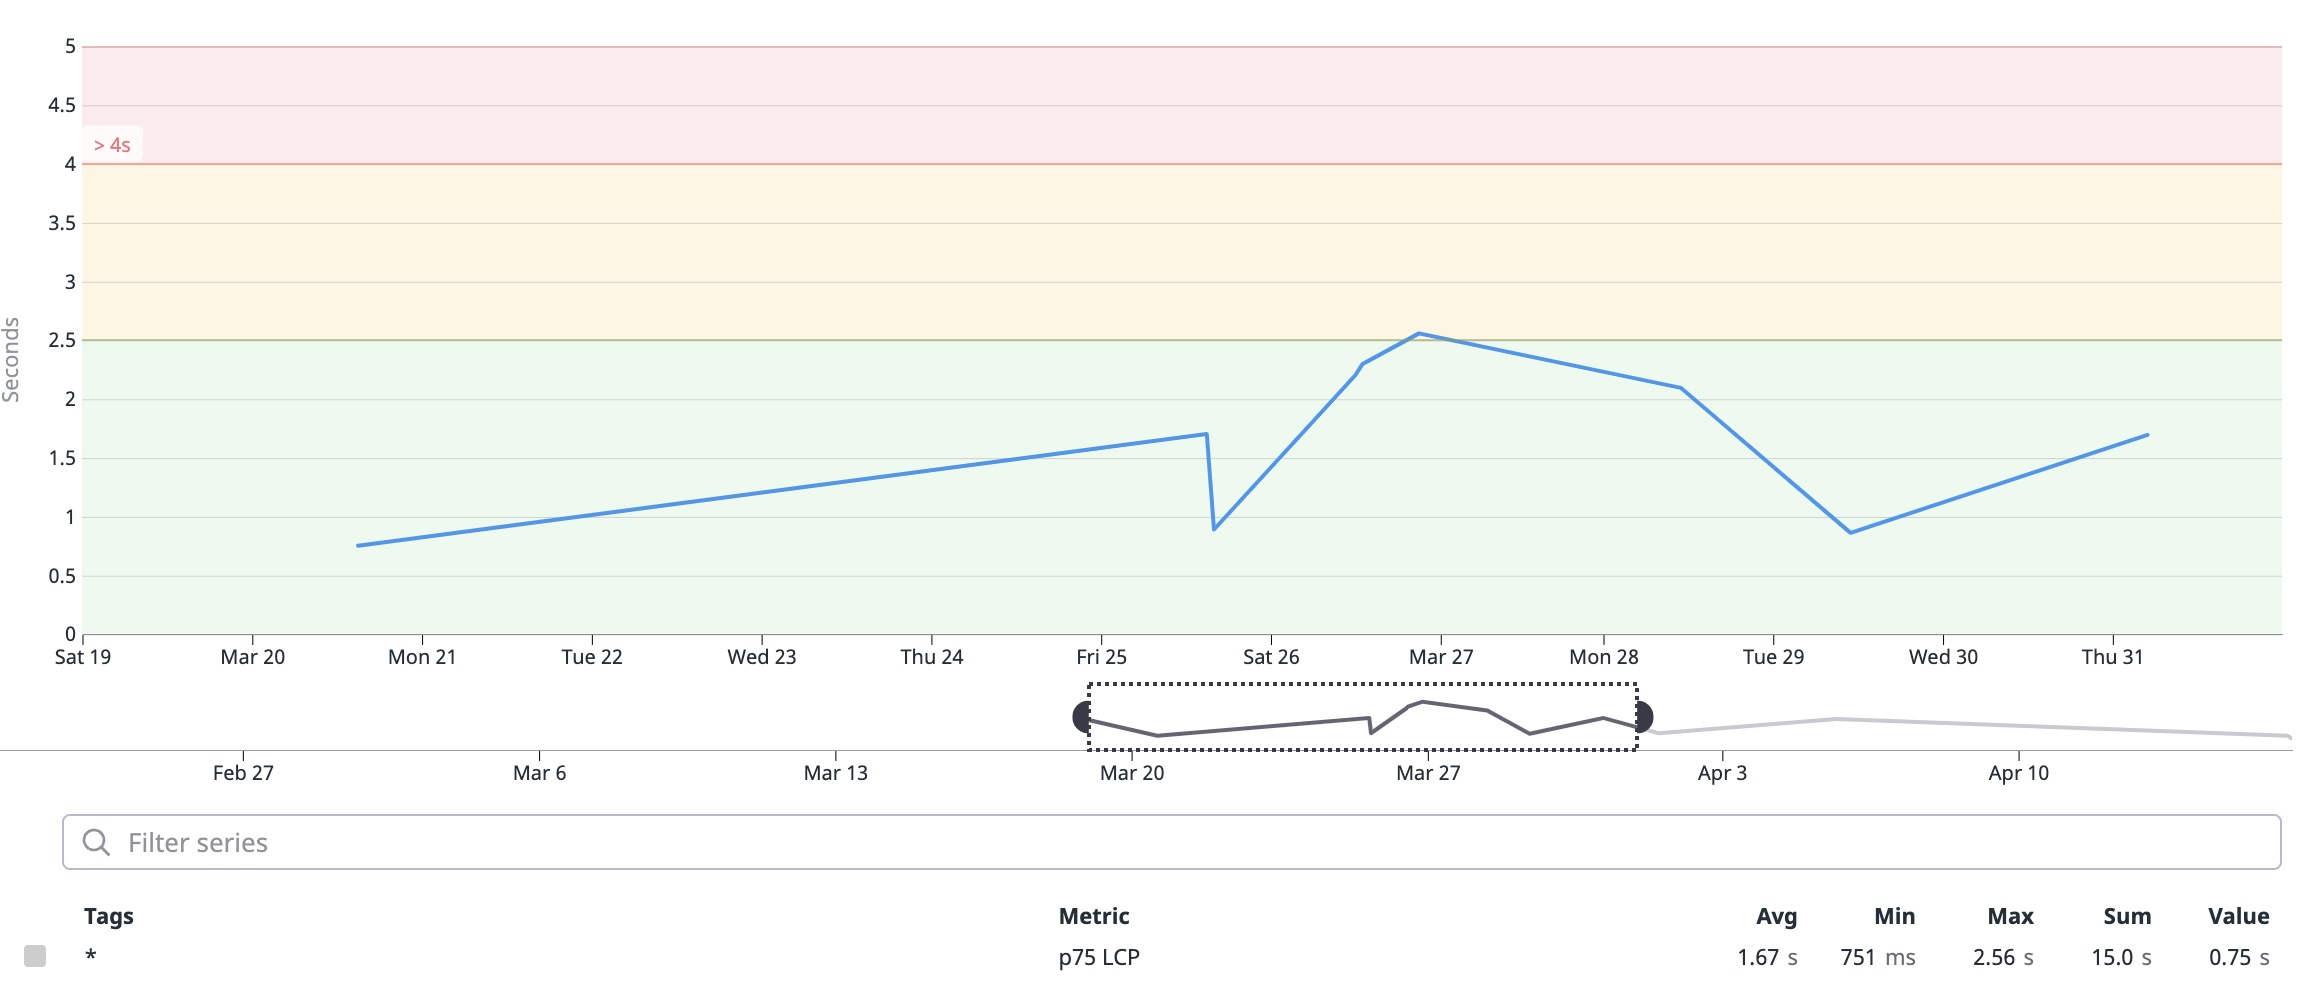 5
4.5
> 4s
4
3.5
3
2.5
2
1.5
1
0.5
0
Seconds
Sat 19 Mar 20 Mon 21 Tue 22 Wed 23 Thu 24 Fri 25 Sat 26 Mar 27 Mon 28 Tue 29 Wed 30 Thu 31
Feb 27 Mar 6 Mar 13 Mar 20 Mar 27 Apr 3 Apr 10
Filter series
Tags Metric Avg Min Max Sum Value
* p75 LCP 1.67 s 751 ms 2.56 s 15.0 s 0.75 s